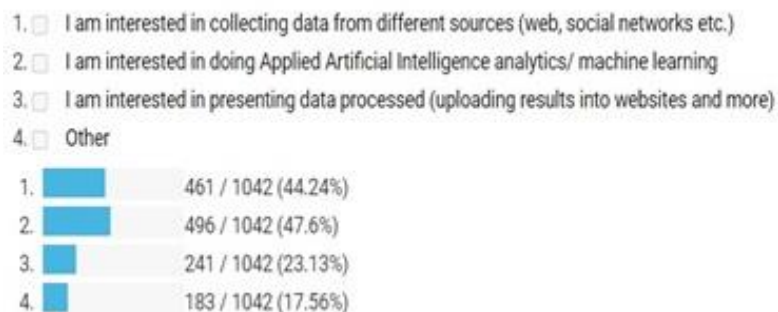 1. I am interested in collecting data from different sources (web, social networks etc.)
2. I am interested in doing Applied Artificial Intelligence analytics/ machine learning
3. I am interested in presenting data processed (uploading results into websites and more)
4. Other
1. 461 / 1042 (44.24%)
2. 496 / 1042 (47.6%)
3. 241 / 1042 (23.13%)
4. 183 / 1042 (17.56%)